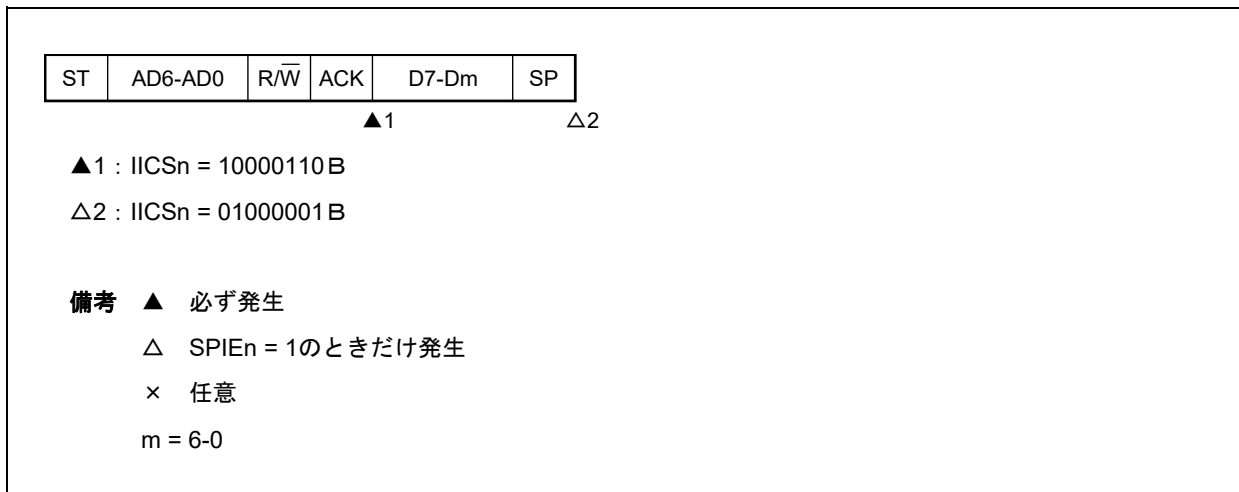 ST AD6-AD0 R/W̅ ACK D7-Dm SP
▲1 △2
▲1：IICSn = 10000110B
△2：IICSn = 01000001B
備考 ▲ 必ず発生
△ SPIEn = 1のときだけ発生
× 任意
m = 6-0